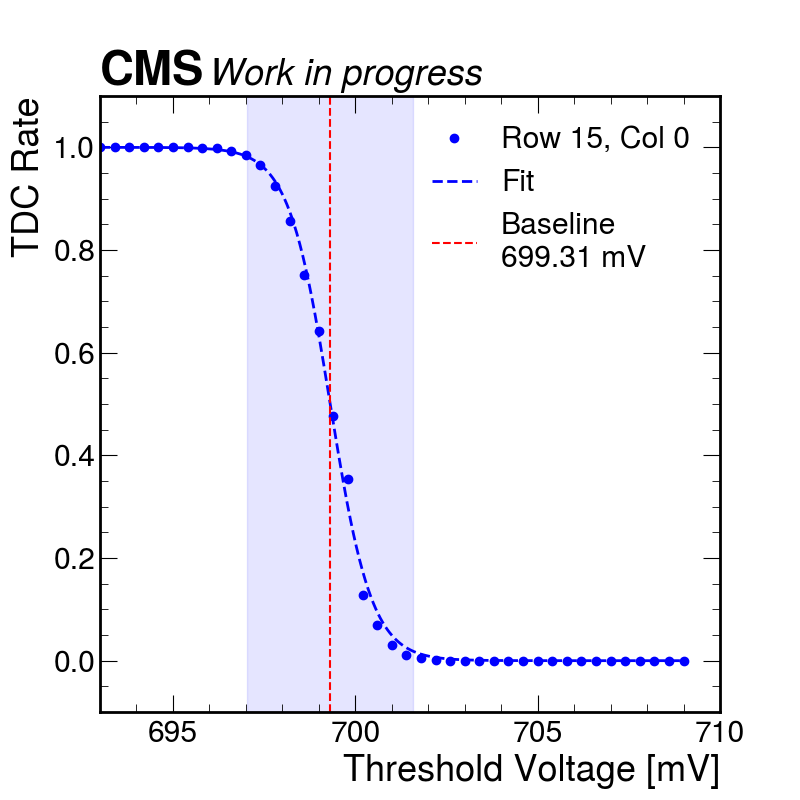 CMS Work in progress
TDC Rate
1.0
0.8
0.6
0.4
0.2
0.0
Row 15, Col 0
Fit
Baseline
699.31 mV
695
700
705
710
Threshold Voltage [mV]